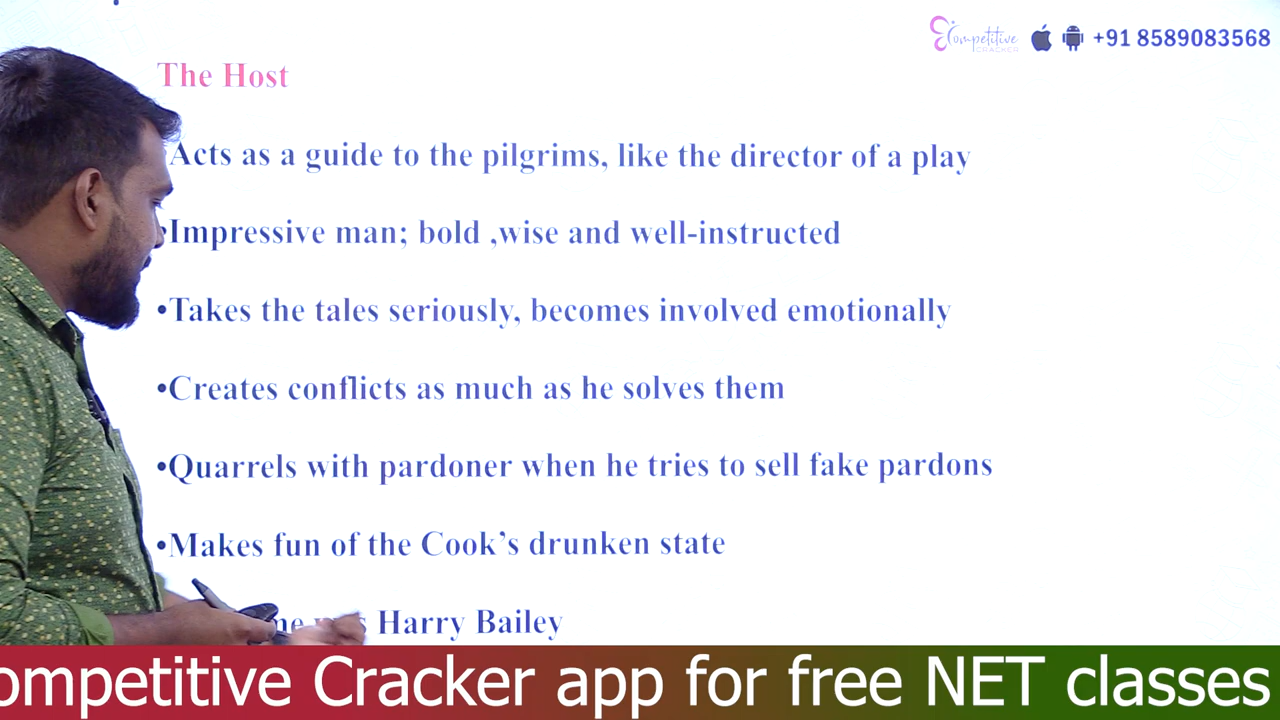 Competitive
CRACKER
+91 8589083568
The Host
Acts as a guide to the pilgrims, like the director of a play
•Impressive man; bold ,wise and well-instructed
•Takes the tales seriously, becomes involved emotionally
•Creates conflicts as much as he solves them
•Quarrels with pardoner when he tries to sell fake pardons
•Makes fun of the Cook’s drunken state
Harry Bailey
ompetitive Cracker app for free NET classes